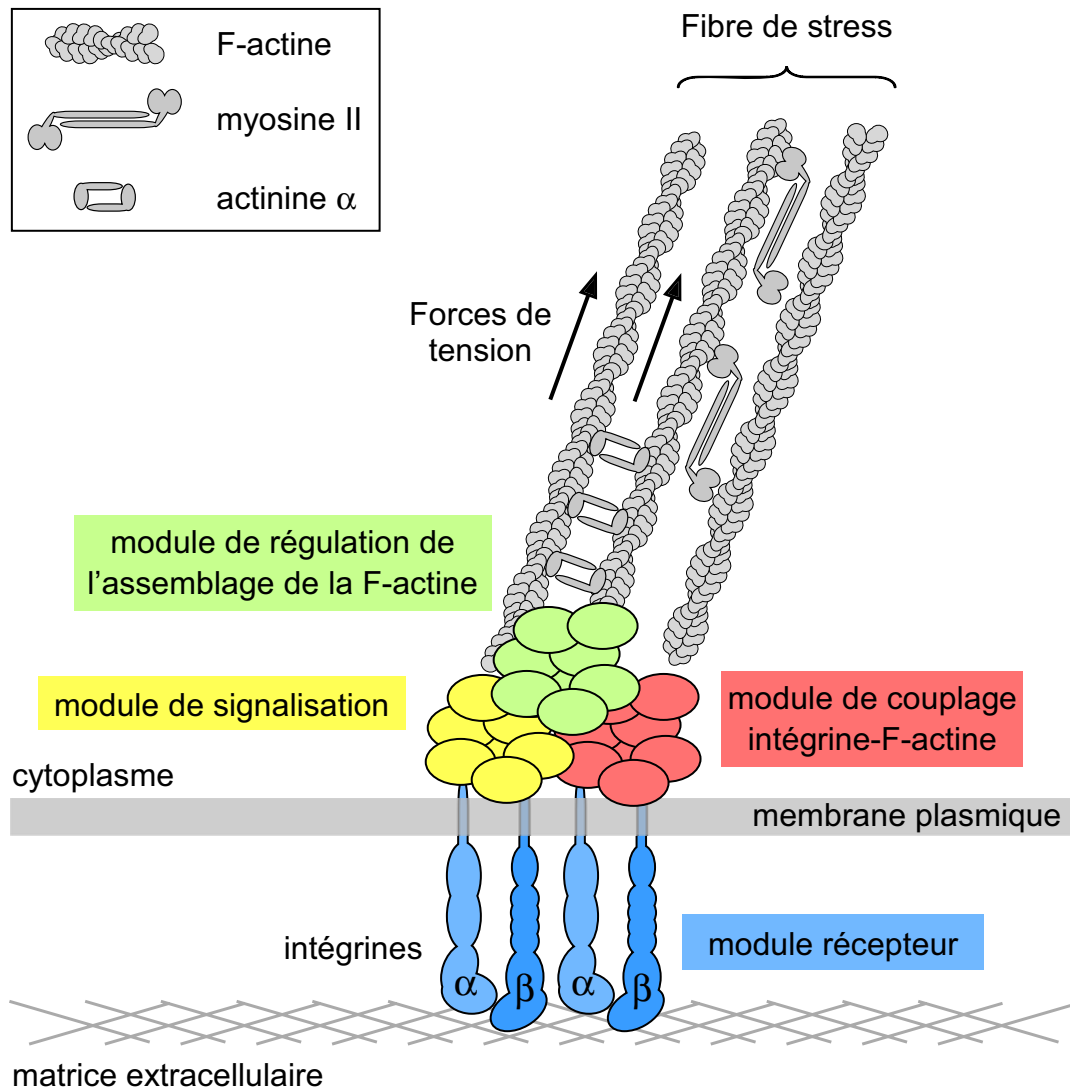 F-actine
myosine II
actinine α
Fibre de stress
Forces de
tension
module de régulation de
l’assemblage de la F-actine
module de signalisation
module de couplage
intégrine-F-actine
cytoplasme
membrane plasmique
intégrines
module récepteur
α
β
α
β
matrice extracellulaire